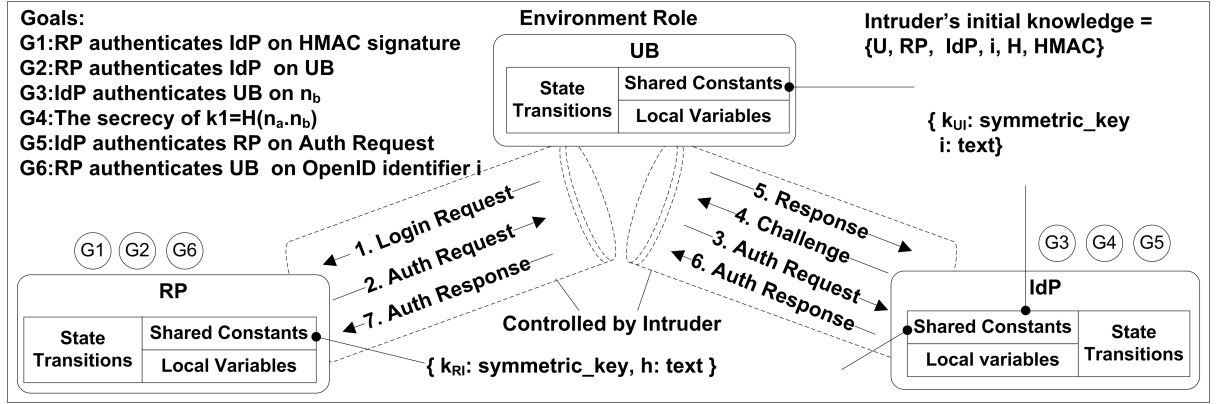 Goals:
G1:RP authenticates IdP on HMAC signature
G2:RP authenticates IdP on UB
G3:IdP authenticates UB on nb
G4:The secrecy of k1=H(na.nb)
G5:IdP authenticates RP on Auth Request
G6:RP authenticates UB on OpenID identifier i
Environment Role
UB
State Transitions
Shared Constants
Local Variables
Intruder's initial knowledge =
{U, RP, IdP, i, H, HMAC}
{ kUI: symmetric_key
i: text}
1. Login Request
2. Auth Request
7. Auth Response
5. Response
4. Challenge
3. Auth Request
6. Auth Response
G1 G2 G6
RP
State Transitions
Shared Constants
Local Variables
Controlled by Intruder
{ kRI: symmetric_key, h: text }
G3 G4 G5
IdP
Shared Constants
Local variables
State Transitions